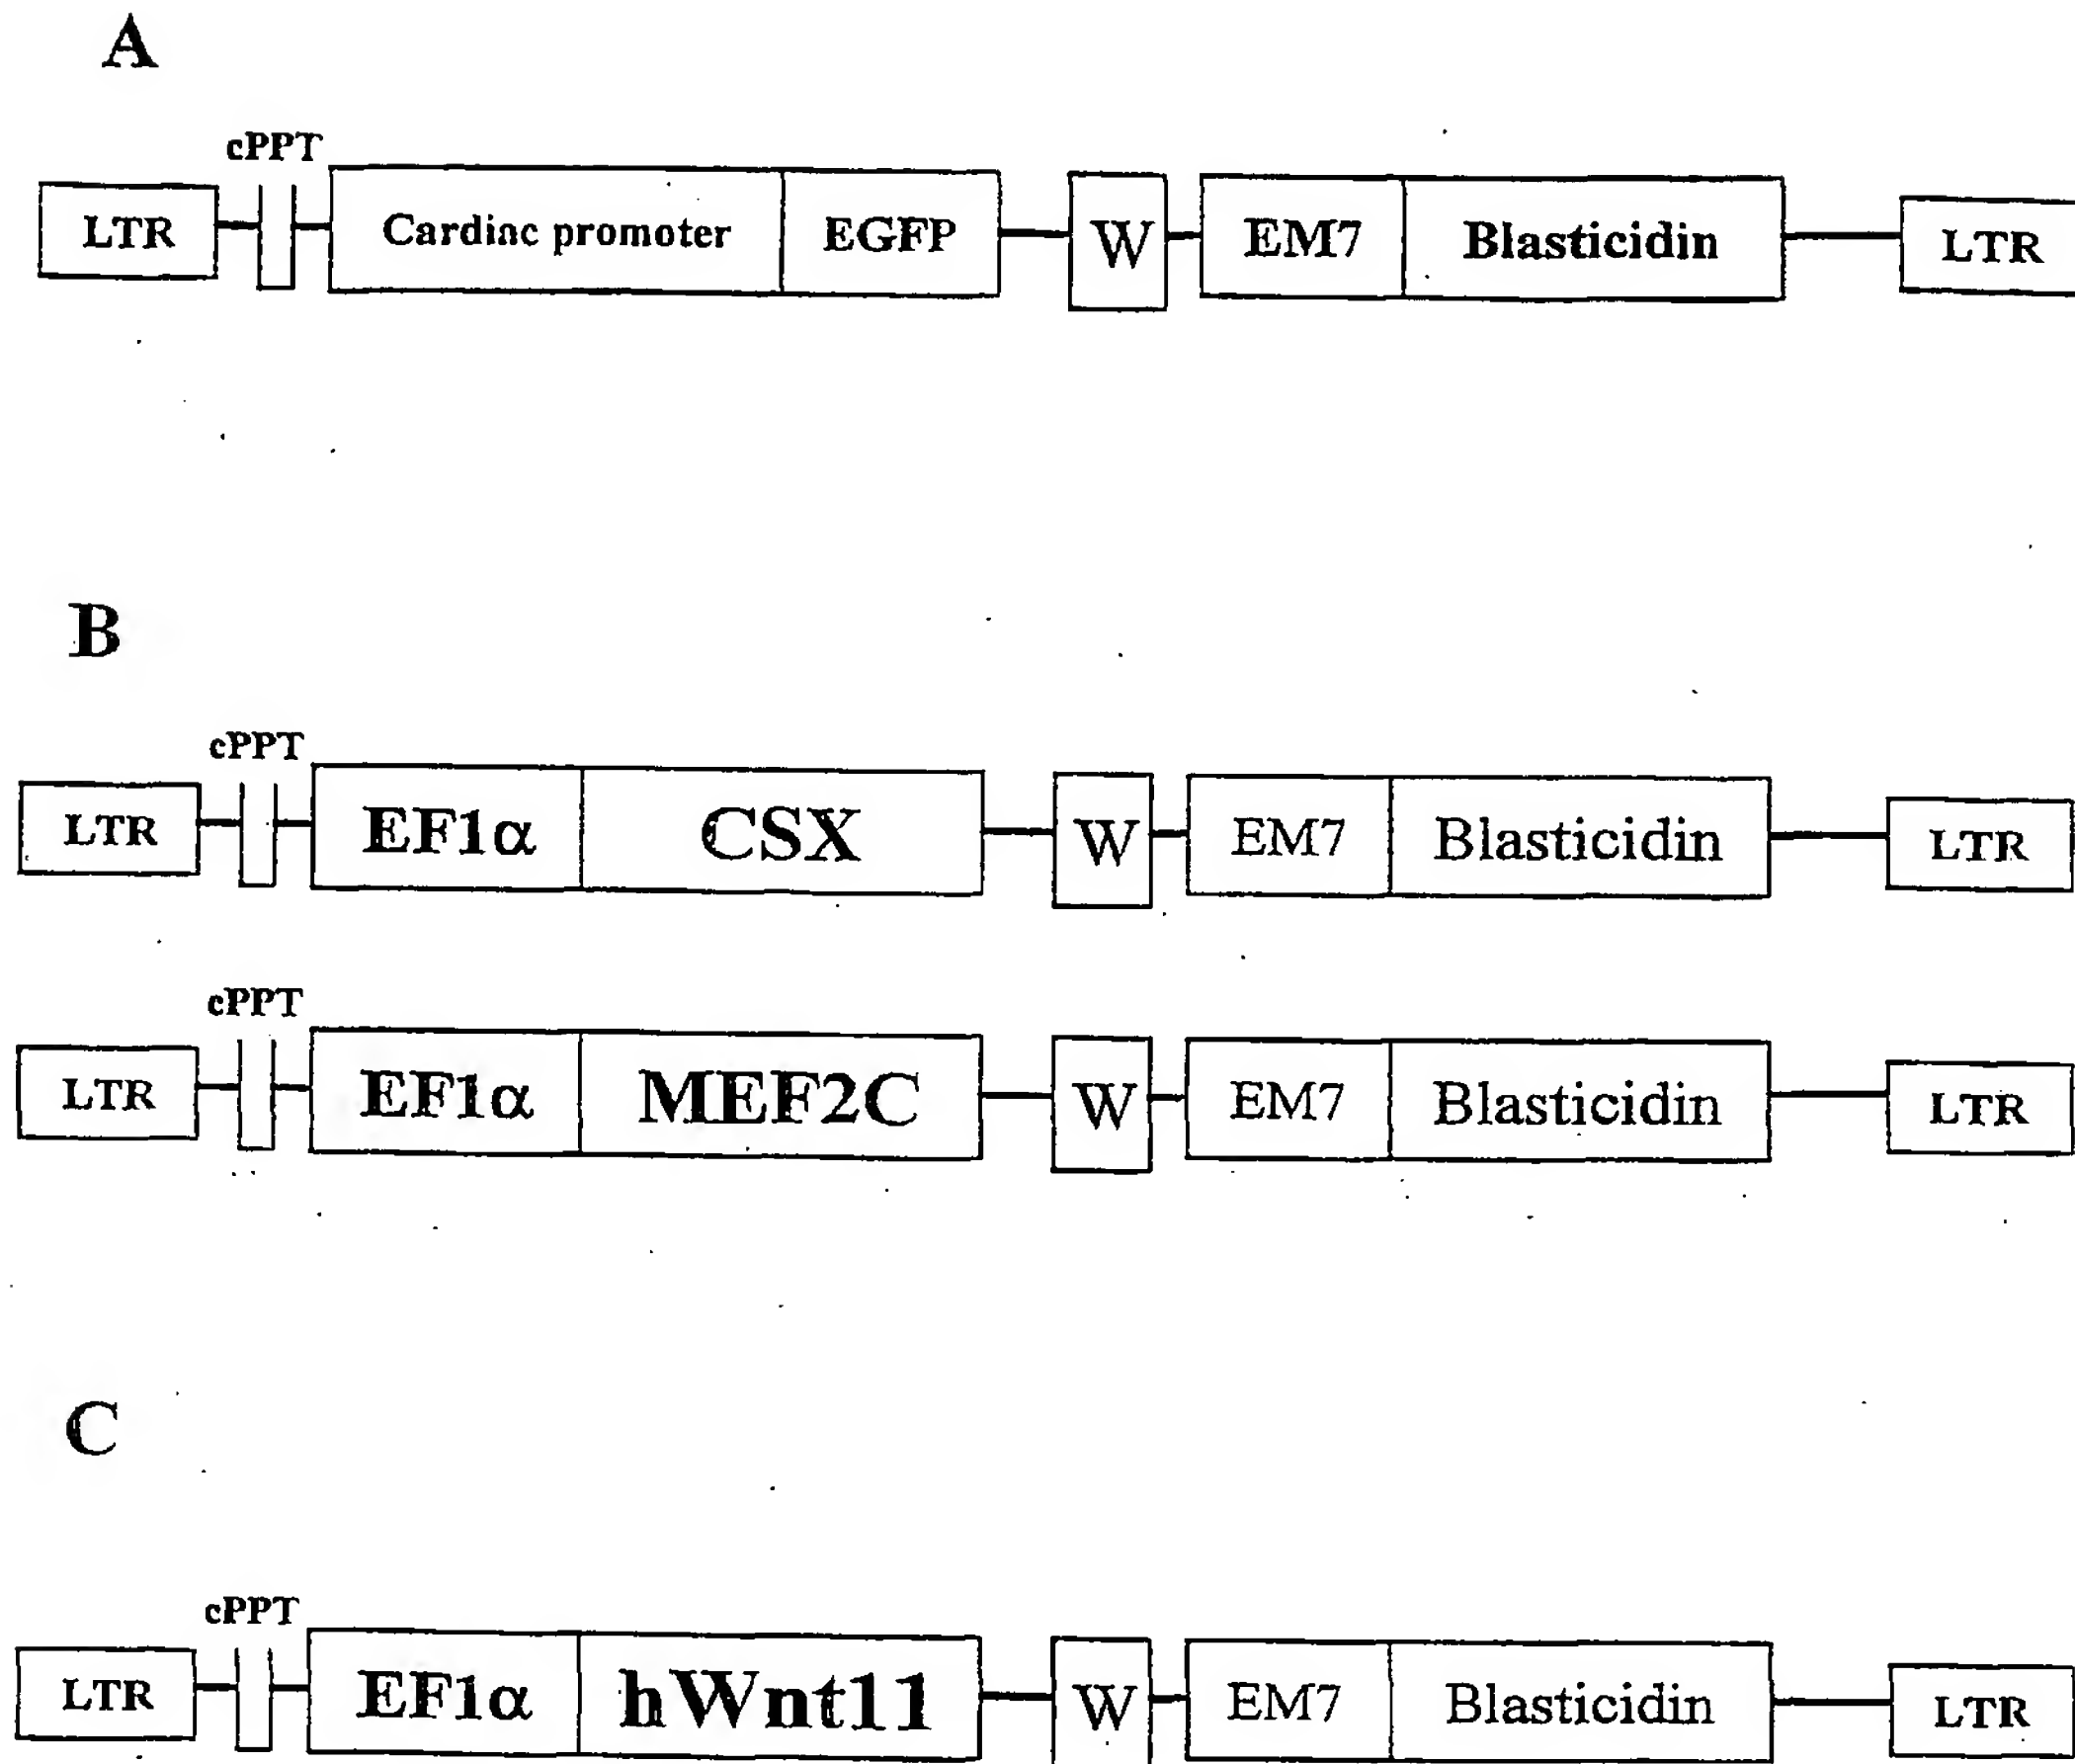 A
cPPT
LTR Cardiac promoter EGFP W EM7 Blasticidin LTR
B
cPPT
LTR EF1α CSX W EM7 Blasticidin LTR
cPPT
LTR EF1α MEF2C W EM7 Blasticidin LTR
C
cPPT
LTR EF1α hWnt11 W EM7 Blasticidin LTR